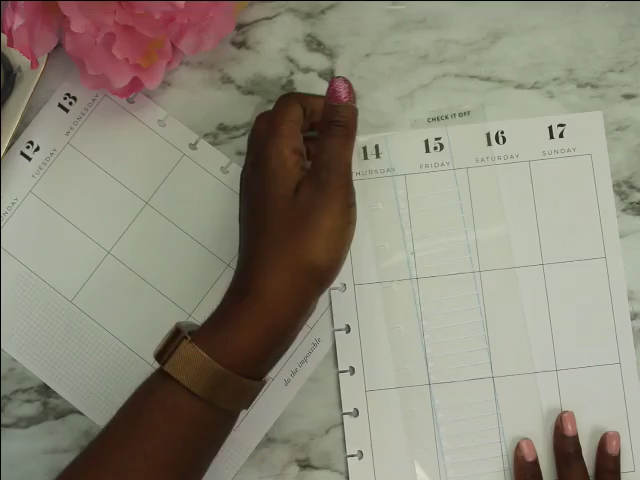 CHECK IT OFF
14 15 16 17
THURSDAY FRIDAY SATURDAY SUNDAY
12 13
TUESDAY WEDNESDAY
do the impossible